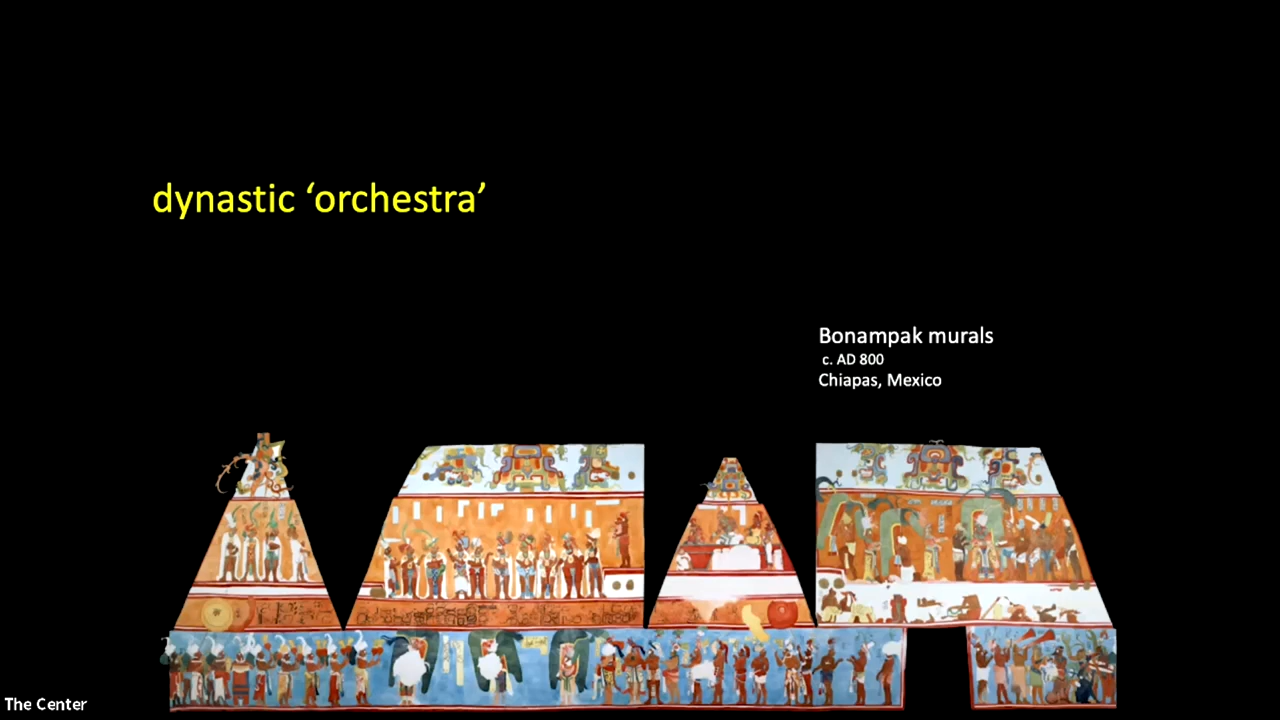 dynastic ‘orchestra’
Bonampak murals
c. AD 800
Chiapas, Mexico
The Center